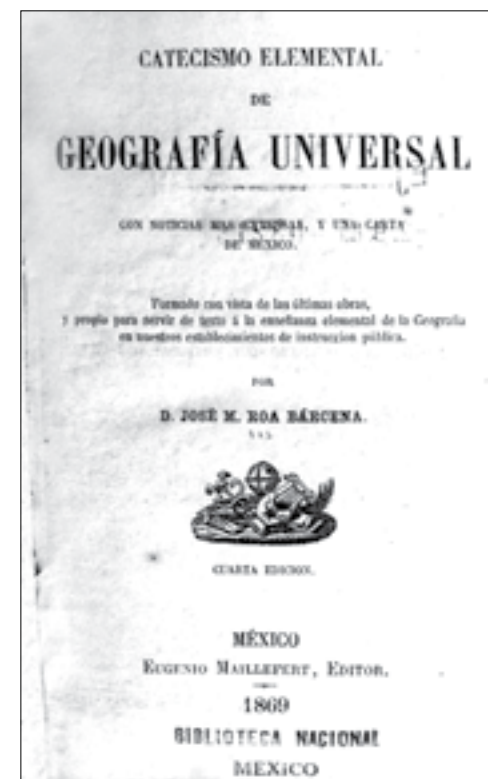 CATECISMO ELEMENTAL
DE
GEOGRAFÍA UNIVERSAL
CON NOTICIAS MAS EXTENSAS, Y UNA CARTA
DE MEXICO.
Formado con vista de las últimas obras,
y propio para servir de texto á la enseñanza elemental de la Geografía
en nuestros establecimientos de instruccion pública.
POR
D. JOSÉ M. ROA BÁRCENA.
CUARTA EDICION.
MÉXICO
EUGENIO MAILLEFERT, EDITOR.
1869
BIBLIOTECA NACIONAL
MEXICO